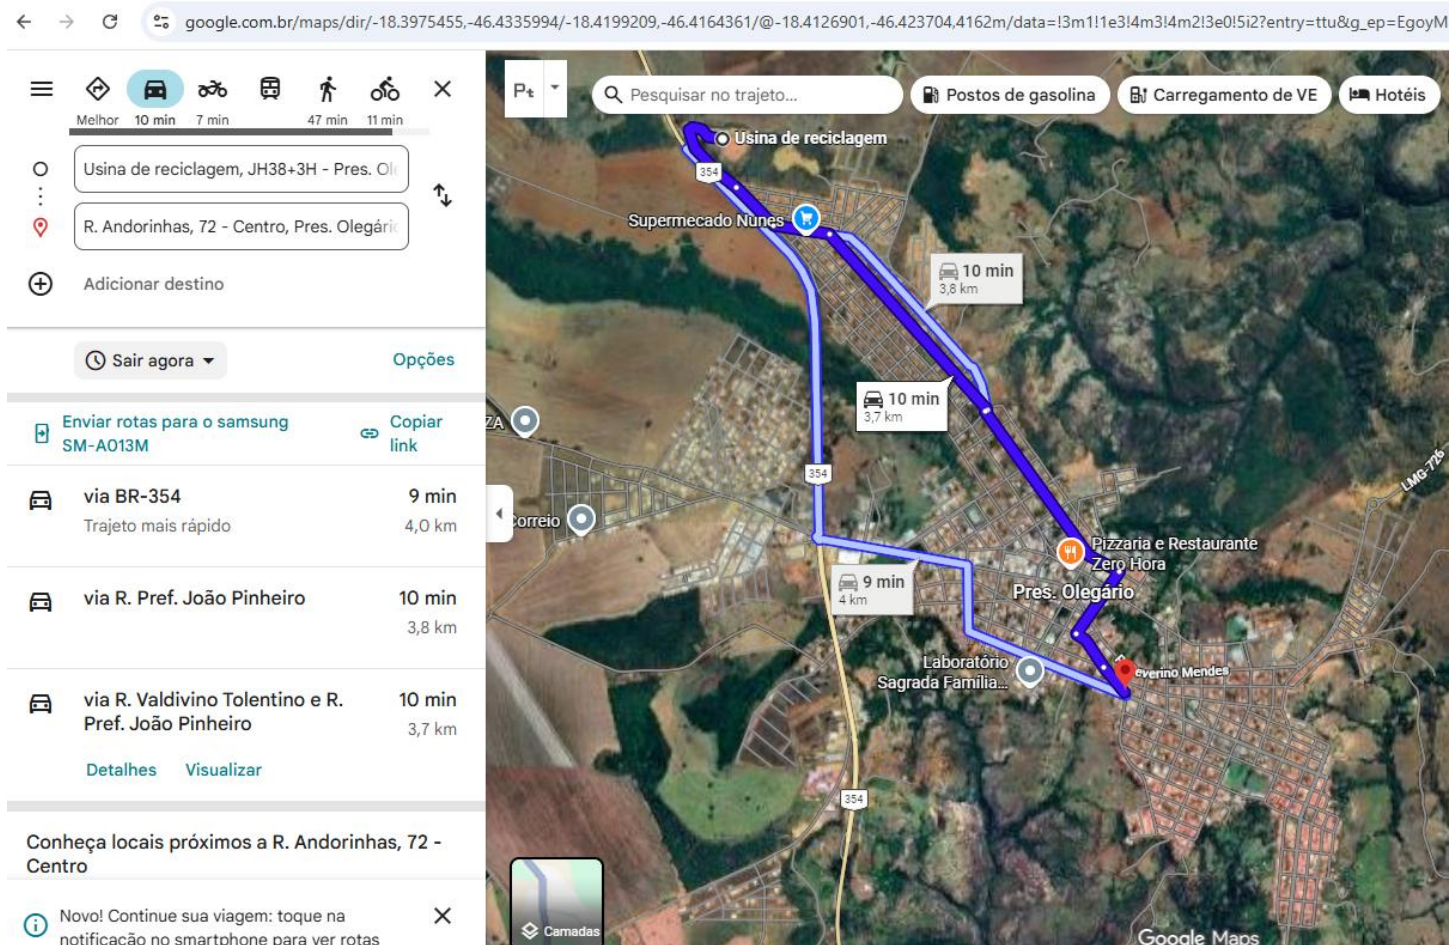 google.com.br/maps/dir/-18.3975455,-46.4335994/-18.4199209,-46.4164361/@-18.4126901,-46.423704,4162m/data=!3m1!1e3!4m3!4m2!3e0!5i2?entry=ttu&g_ep=EgoyM
Melhor 10 min 7 min 47 min 11 min
Usina de reciclagem, JH38+3H - Pres. Ole
R. Andorinhas, 72 - Centro, Pres. Olegário
Adicionar destino
Sair agora Opções
Enviar rotas para o samsung
SM-A013M
Copiar
link
via BR-354 9 min
Trajeto mais rápido 4,0 km
via R. Pref. João Pinheiro 10 min
3,8 km
via R. Valdivino Tolentino e R.
Pref. João Pinheiro
10 min
3,7 km
Detalhes Visualizar
Conheça locais próximos a R. Andorinhas, 72 -
Centro
Novo! Continue sua viagem: toque na
notificação no smartphone para ver rotas
Pesquisar no trajeto...
Postos de gasolina
Carregamento de VE
Hotéis
Usina de reciclagem
354
Supermecado Nunes
10 min
3,8 km
10 min
3,7 km
ZA
354
Correio
Pizzaria e Restaurante
Zero Hora
Pres. Olegário
9 min
4 km
LMG-726
Laboratório
Sagrada Família...
everino Mendes
354
Camadas
Google Maps